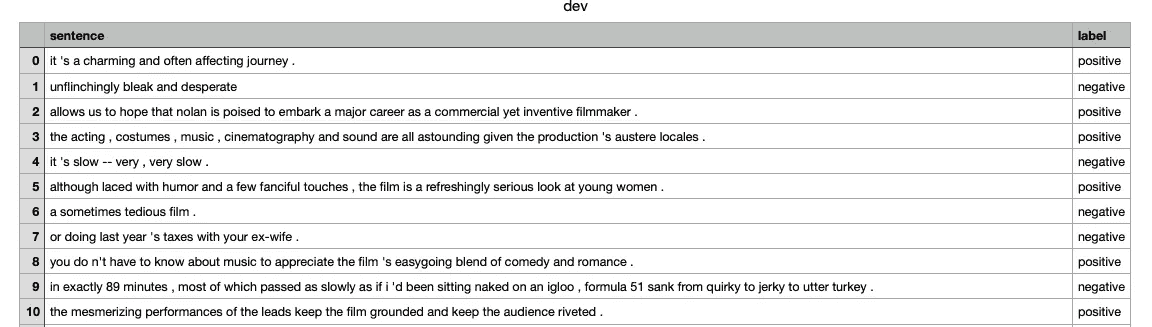 dev
sentence label
0 it 's a charming and often affecting journey . positive
1 unflinchingly bleak and desperate negative
2 allows us to hope that nolan is poised to embark a major career as a commercial yet inventive filmmaker . positive
3 the acting , costumes , music , cinematography and sound are all astounding given the production 's austere locales . positive
4 it 's slow -- very , very slow . negative
5 although laced with humor and a few fanciful touches , the film is a refreshingly serious look at young women . positive
6 a sometimes tedious film . negative
7 or doing last year 's taxes with your ex-wife . negative
8 you do n't have to know about music to appreciate the film 's easygoing blend of comedy and romance . positive
9 in exactly 89 minutes , most of which passed as slowly as if i 'd been sitting naked on an igloo , formula 51 sank from quirky to jerky to utter turkey . negative
10 the mesmerizing performances of the leads keep the film grounded and keep the audience riveted . positive